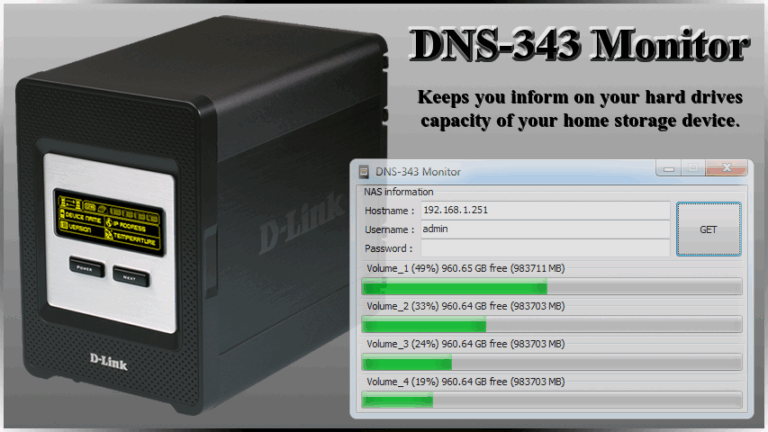 DNS-343 Monitor
Keeps you inform on your hard drives
capacity of your home storage device.
D-Link
DEVICE NAME
IP ADDRESS
VERSION
TEMPERATURE
POWER
NEXT
D-Link
DNS-343 Monitor
NAS information
Hostname : 192.168.1.251
Username : admin
GET
Password :
Volume_1 (49%) 960.65 GB free (983711 MB)
Volume_2 (33%) 960.64 GB free (983703 MB)
Volume_3 (24%) 960.64 GB free (983703 MB)
Volume_4 (19%) 960.64 GB free (983703 MB)